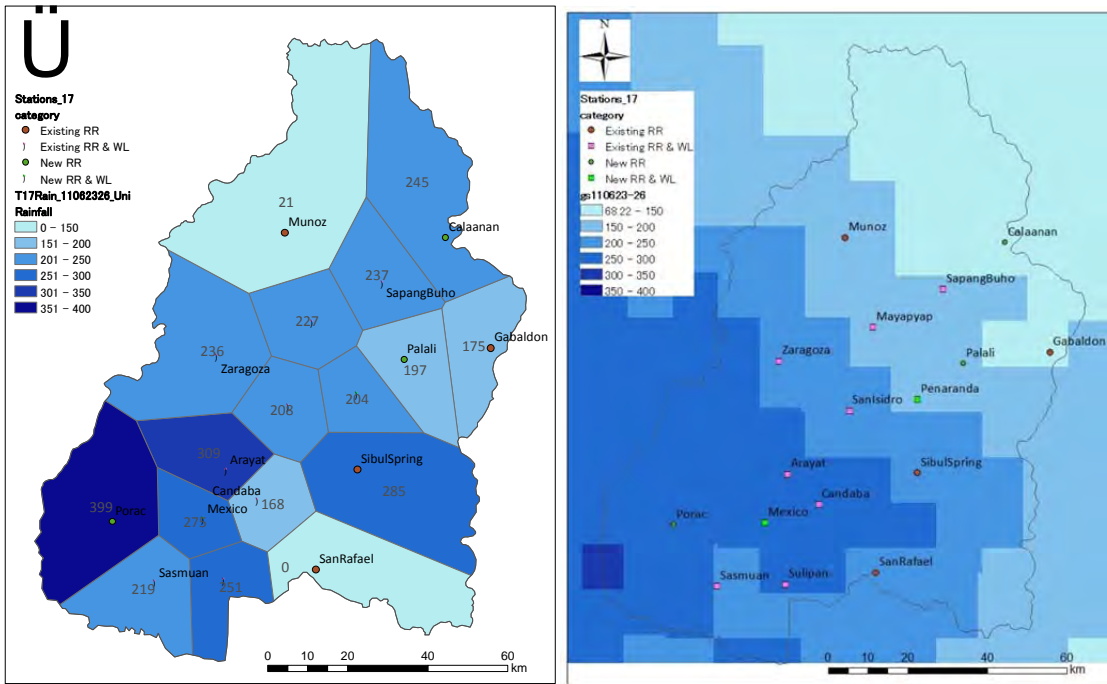 Ü
Stations_17
category
Existing RR
Existing RR & WL
New RR
New RR & WL
T17Rain_11062326_Uni
Rainfall
0 - 150
151 - 200
201 - 250
251 - 300
301 - 350
351 - 400
245
21
Munoz
Calaanan
237
SapangBuho
227
Gabaldon
236
Palali
175
Zaragoza
197
204
208
309
Arayat
SibulSpring
Candaba
285
399
168
Mexico
Porac
SanRafael
0
Sasmuan
219
251
0 10 20 40 60
km
N
Stations_17
category
Existing RR
Existing RR & WL
New RR
New RR & WL
gs110623-26
68.22 - 150
150 - 200
200 - 250
250 - 300
300 - 350
350 - 400
Munoz
Calaanan
SapangBuho
Mayapyap
Zaragoza
Gabaldon
Palali
Penaranda
SanIsidro
Arayat
SibulSpring
Candaba
Porac
Mexico
SanRafael
Sasmuan
Sulipan
0 10 20 40 60
km